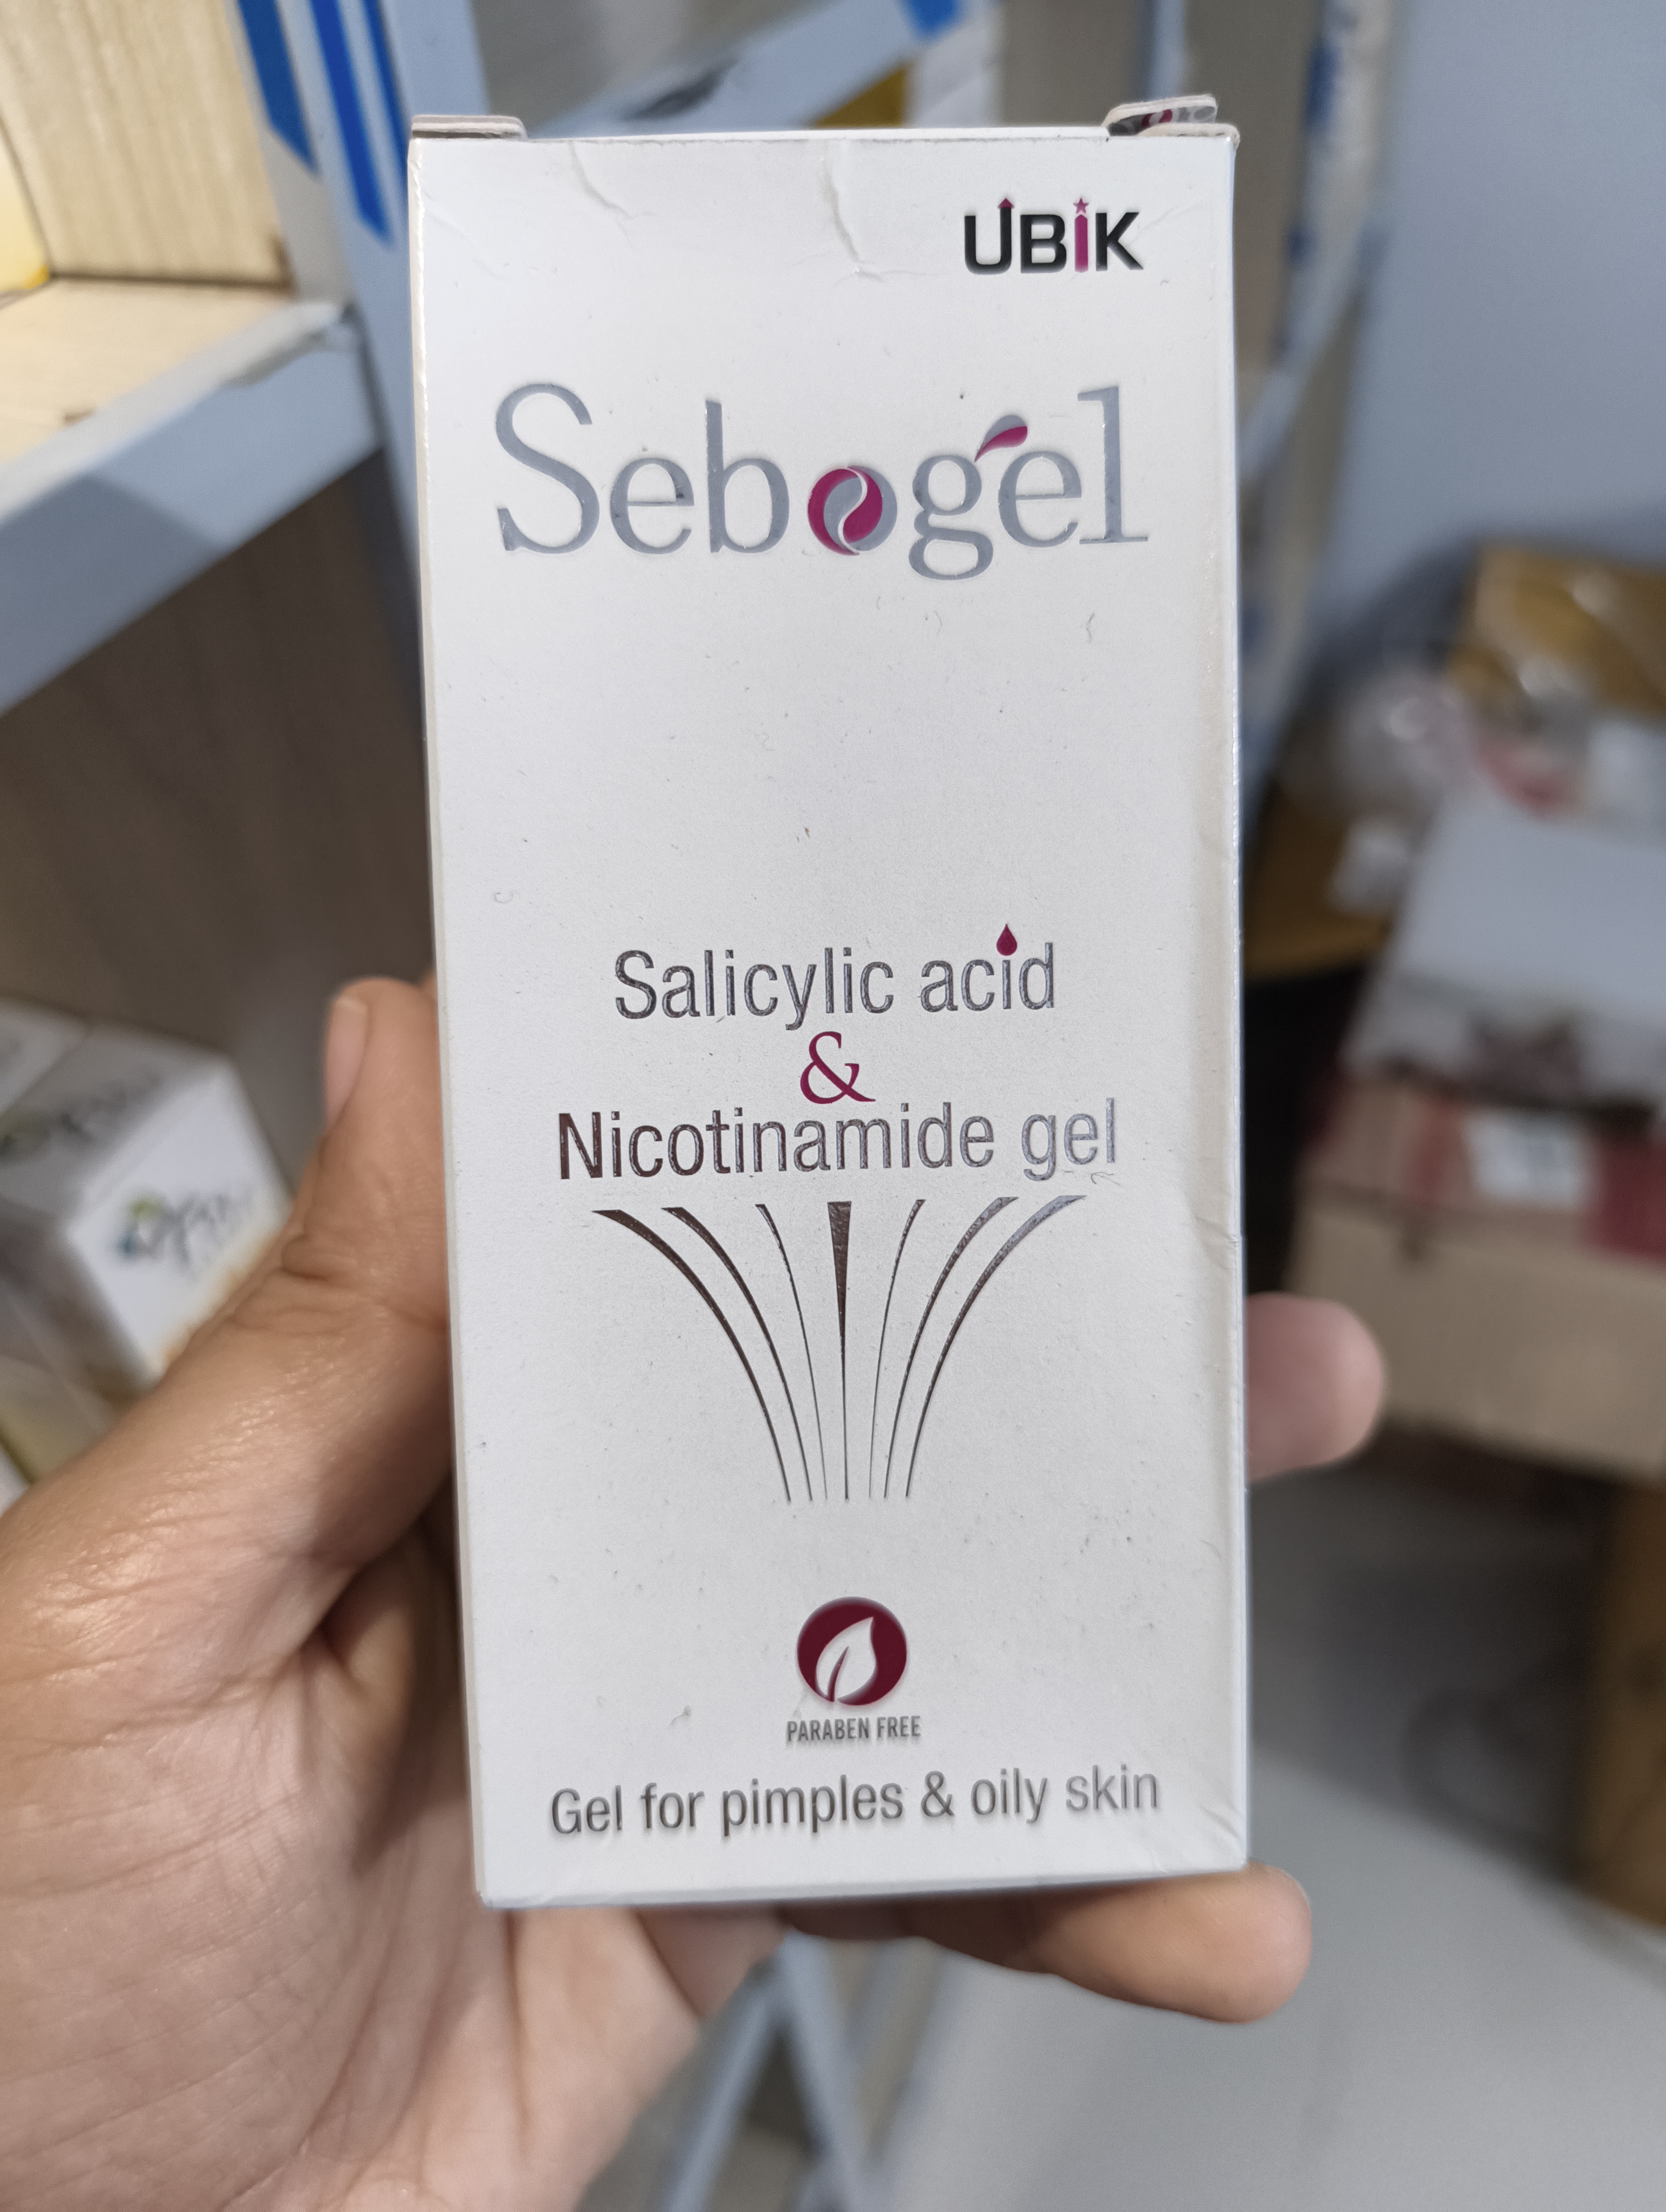 UBIK
Sebogel
Salicylic acid
&
Nicotinamide gel
PARABEN FREE
Gel for pimples & oily skin